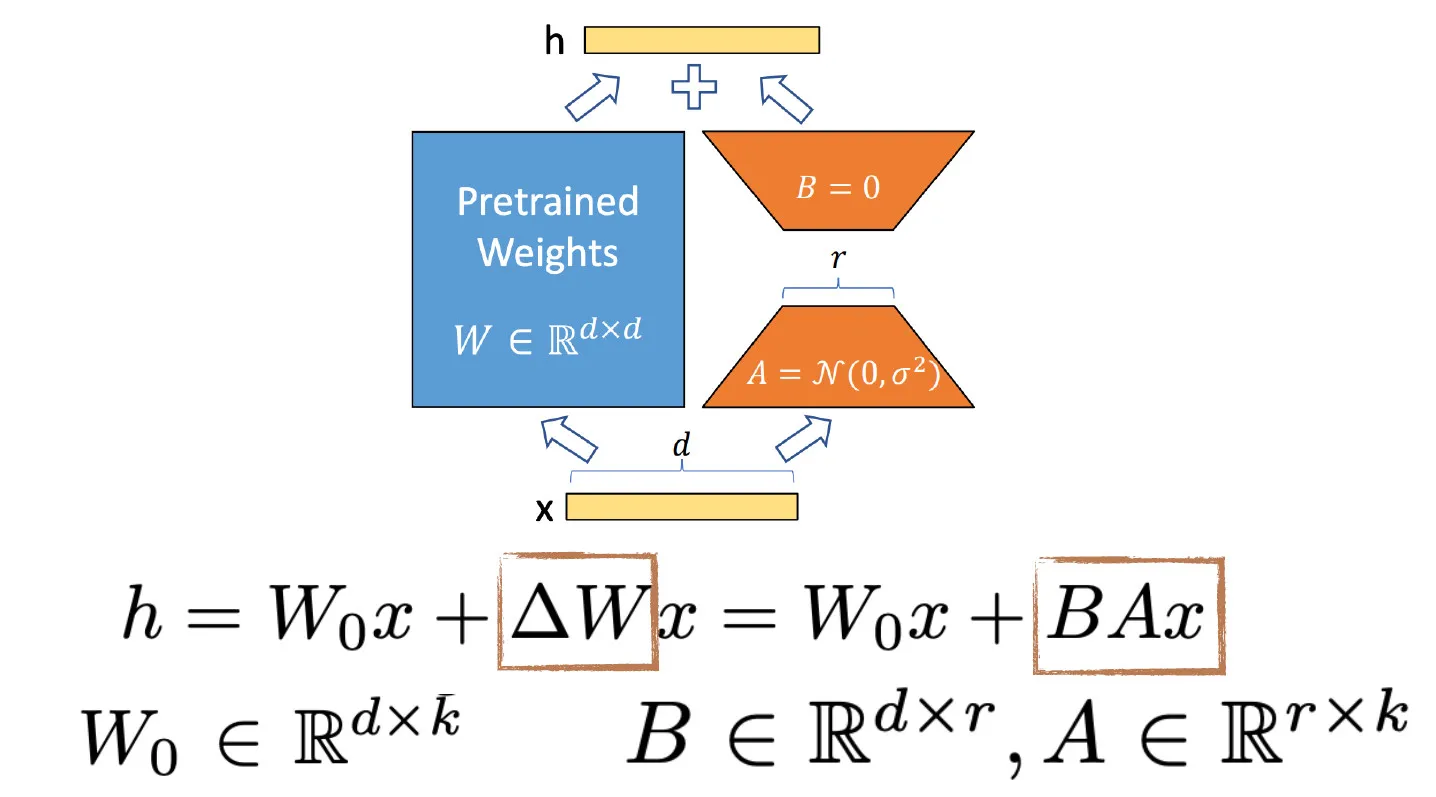 h
Pretrained
Weights
W ∈ ℝ^{d×d}
B = 0
r
A = 𝒩(0, σ²)
d
x
h = W₀x + ΔWx = W₀x + BAx
W₀ ∈ ℝ^{d×k}
B ∈ ℝ^{d×r}, A ∈ ℝ^{r×k}